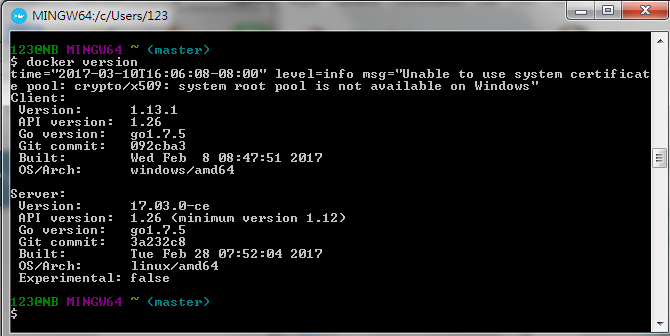 MINGW64:/c/Users/123
123@NB MINGW64 ~ (master)
$ docker version
time="2017-03-10T16:06:08-08:00" level=info msg="Unable to use system certificat
e pool: crypto/x509: system root pool is not available on Windows"
Client:
 Version:      1.13.1
 API version:  1.26
 Go version:   go1.7.5
 Git commit:   092cba3
 Built:        Wed Feb  8 08:47:51 2017
 OS/Arch:      windows/amd64
Server:
 Version:      17.03.0-ce
 API version:  1.26 (minimum version 1.12)
 Go version:   go1.7.5
 Git commit:   3a232c8
 Built:        Tue Feb 28 07:52:04 2017
 OS/Arch:      linux/amd64
 Experimental: false
123@NB MINGW64 ~ (master)
$